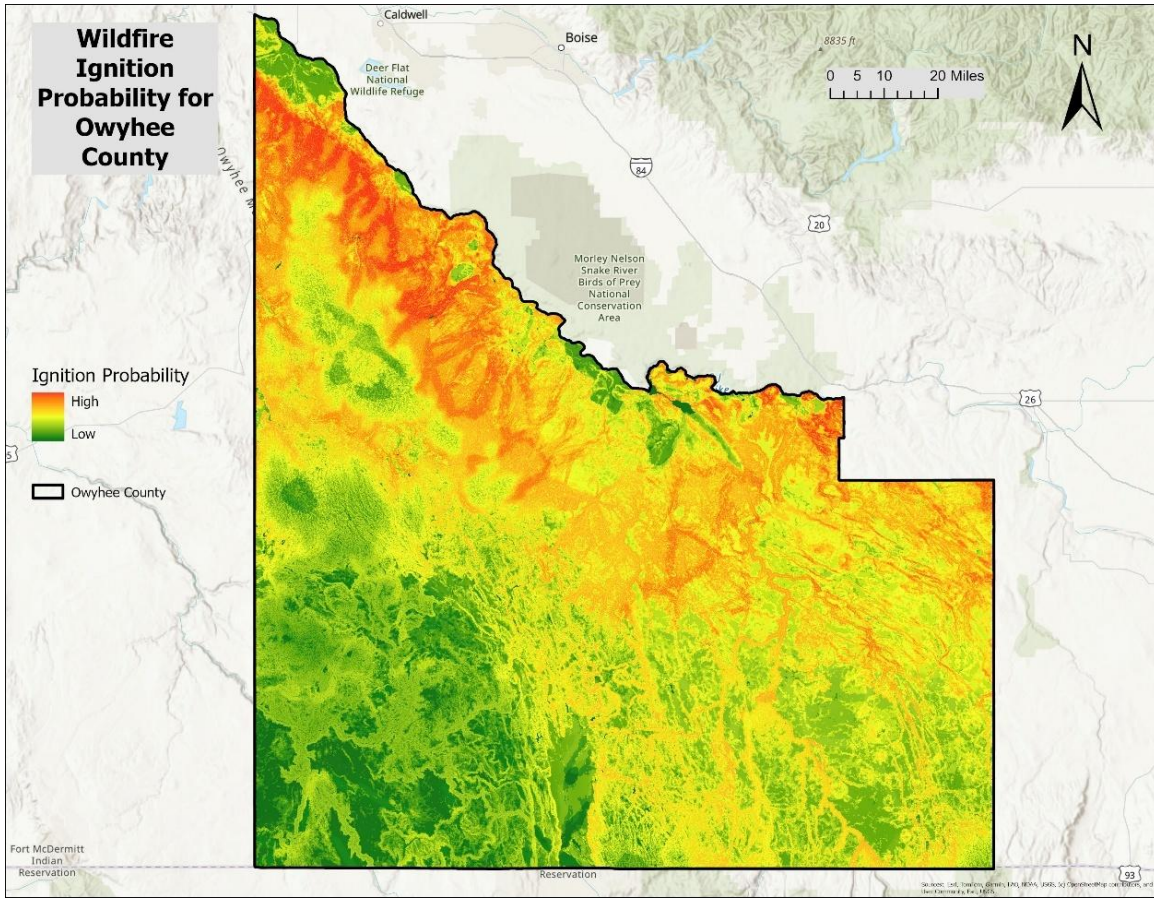 Wildfire
Ignition
Probability for
Owyhee
County
Caldwell
Boise
Deer Flat
National
Wildlife Refuge
8835 ft
N
0 5 10 20 Miles
84
20
Morley Nelson
Snake River
Birds of Prey
National
Conservation
Area
Ignition Probability
High
Low
Owyhee County
26
Fort McDermitt
Indian
Reservation
Reservation
93